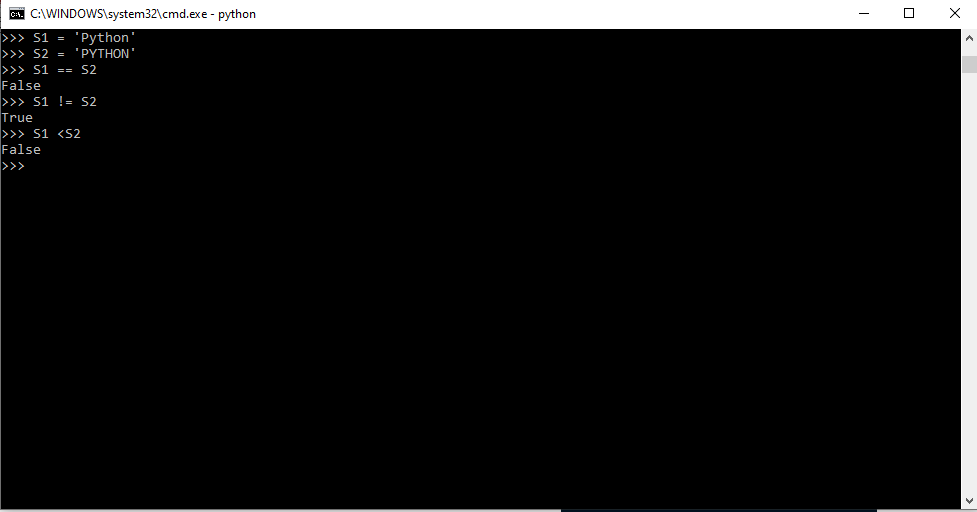 C:\WINDOWS\system32\cmd.exe - python
>>> S1 = 'Python'
>>> S2 = 'PYTHON'
>>> S1 == S2
False
>>> S1 != S2
True
>>> S1 <S2
False
>>>